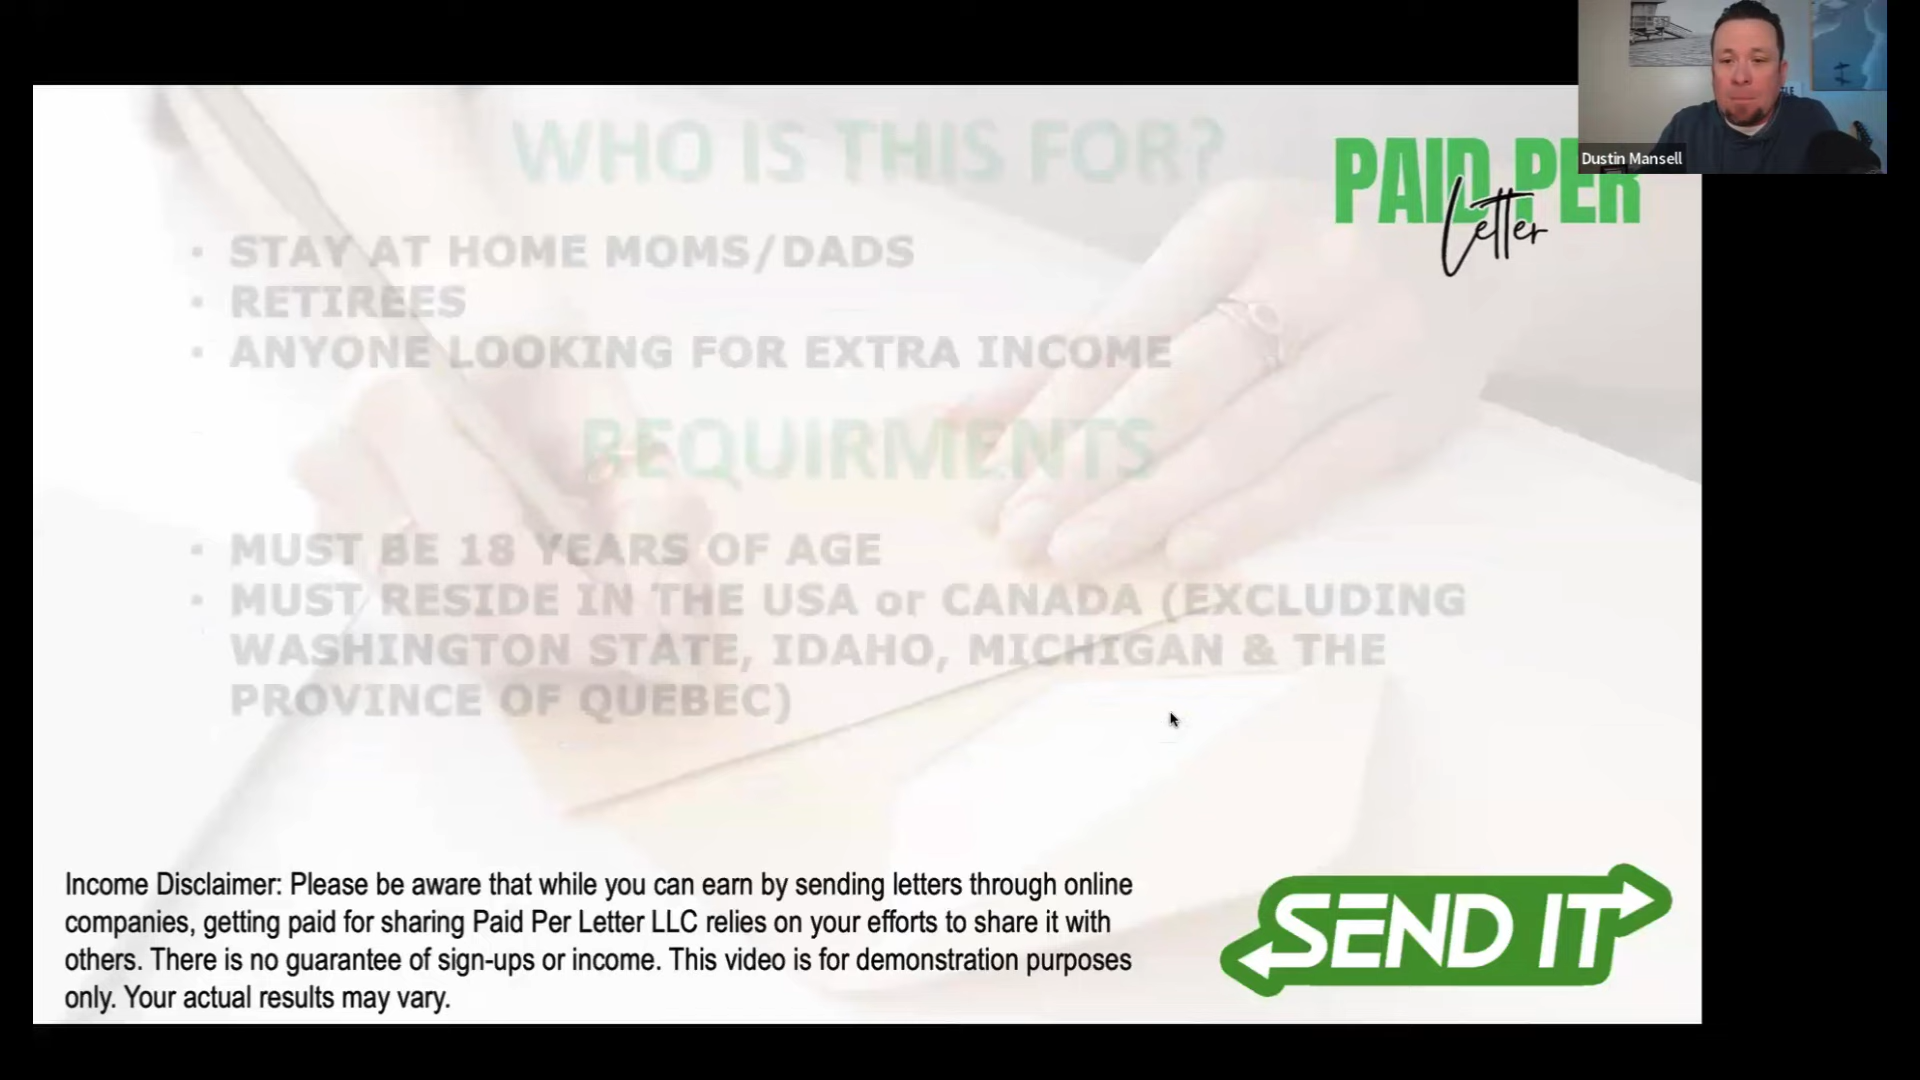 Dustin Mansell
WHO IS THIS FOR?
PAID PER
Letter
• STAY AT HOME MOMS/DADS
• RETIREES
• ANYONE LOOKING FOR EXTRA INCOME
REQUIRMENTS
• MUST BE 18 YEARS OF AGE
• MUST RESIDE IN THE USA or CANADA (EXCLUDING
WASHINGTON STATE, IDAHO, MICHIGAN & THE
PROVINCE OF QUEBEC)
Income Disclaimer: Please be aware that while you can earn by sending letters through online
companies, getting paid for sharing Paid Per Letter LLC relies on your efforts to share it with
others. There is no guarantee of sign-ups or income. This video is for demonstration purposes
only. Your actual results may vary.
SEND IT